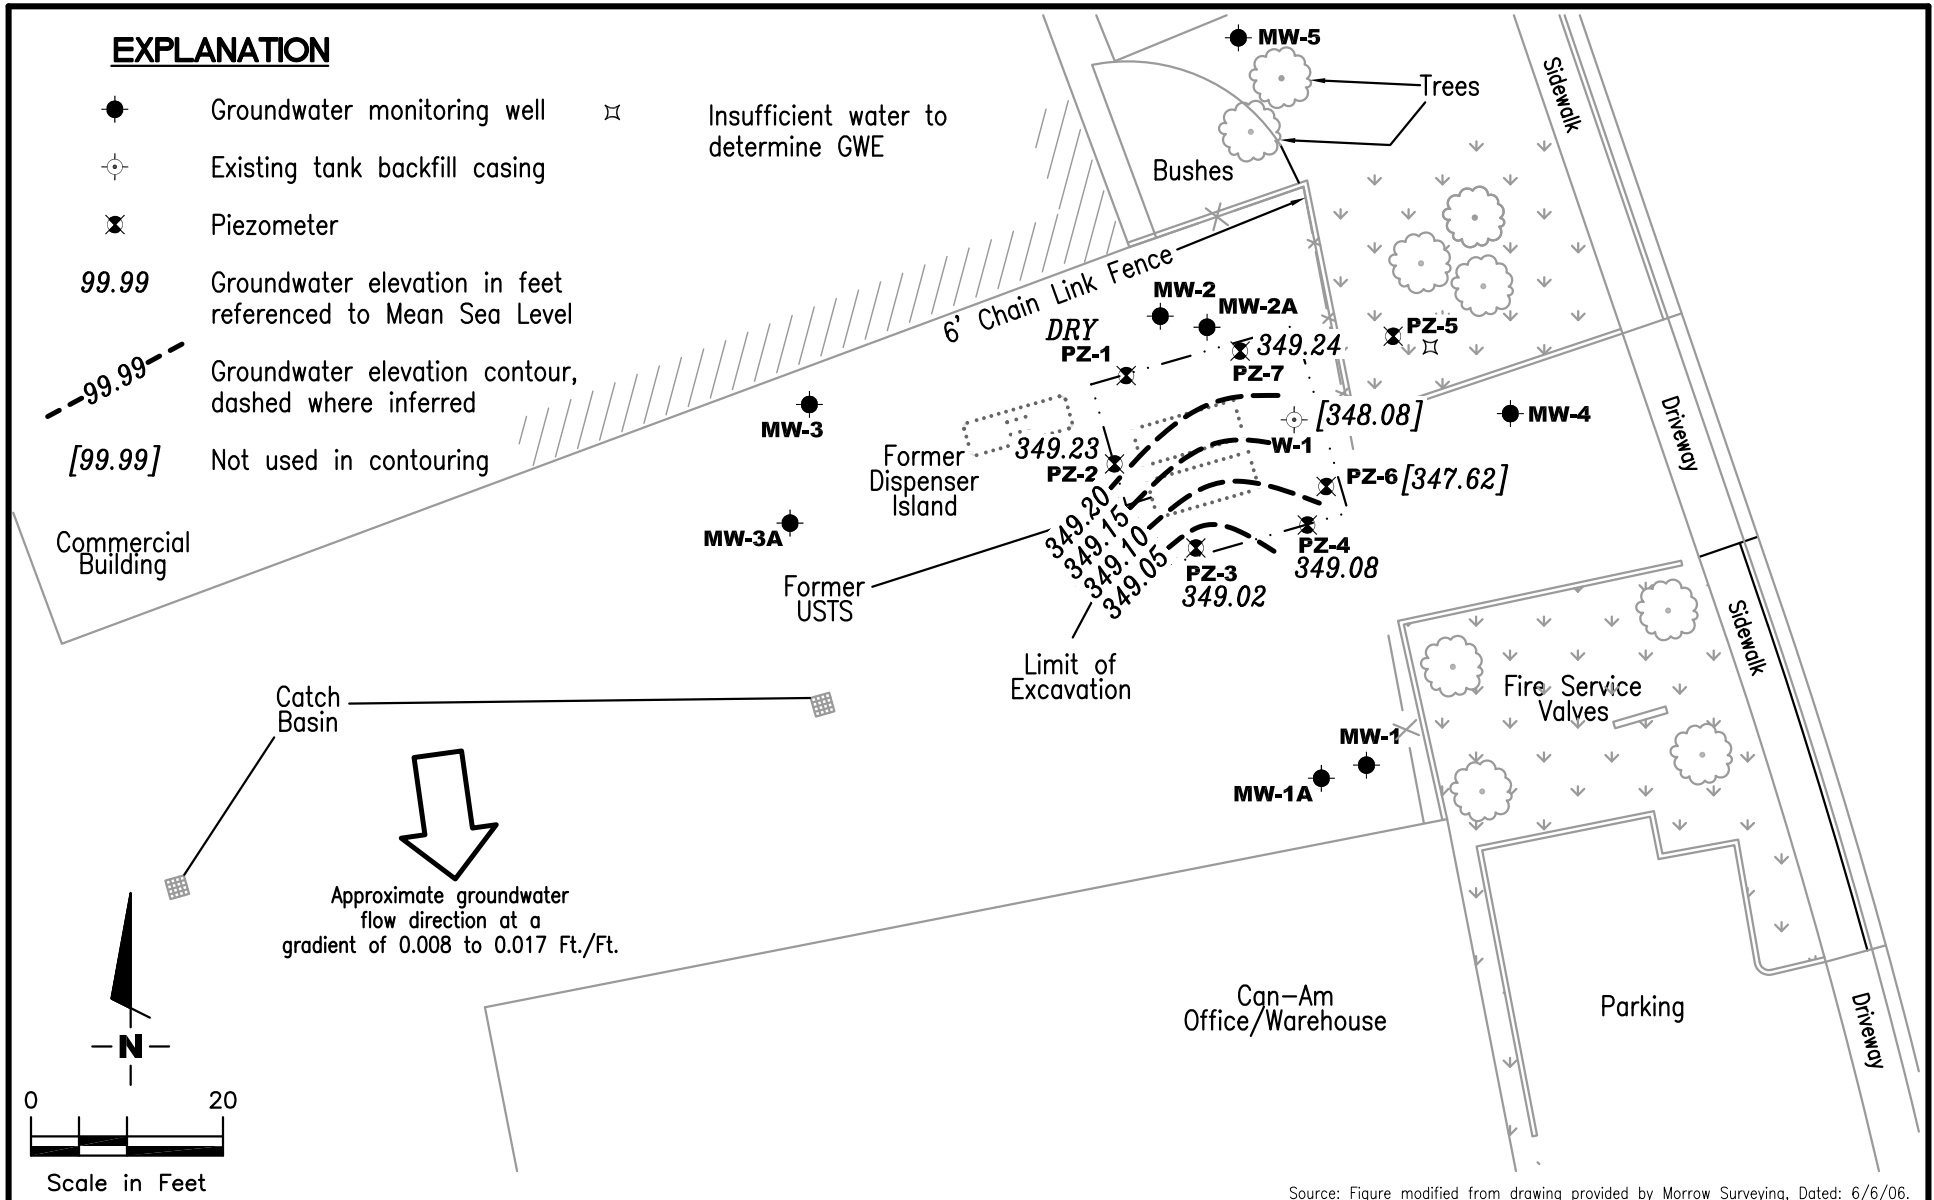 EXPLANATION
Groundwater monitoring well
Existing tank backfill casing
Piezometer
99.99
Groundwater elevation in feet
referenced to Mean Sea Level
99.99
Groundwater elevation contour,
dashed where inferred
[99.99]
Not used in contouring
Insufficient water to
determine GWE
MW-5
Trees
Bushes
Sidewalk
6' Chain Link Fence
MW-2
MW-2A
DRY
PZ-1
349.24
PZ-7
PZ-5
MW-3
[348.08]
W-1
MW-4
Driveway
349.23
PZ-2
Former
Dispenser
Island
PZ-6
[347.62]
MW-3A
349.20
349.15
349.10
349.05
PZ-3
349.02
PZ-4
349.08
Commercial
Building
Former
USTS
Limit of
Excavation
Sidewalk
Fire Service
Valves
Catch
Basin
MW-1
MW-1A
Approximate groundwater
flow direction at a
gradient of 0.008 to 0.017 Ft./Ft.
Can-Am
Office/Warehouse
Parking
Driveway
N
0
20
Scale in Feet
Source: Figure modified from drawing provided by Morrow Surveying, Dated: 6/6/06.